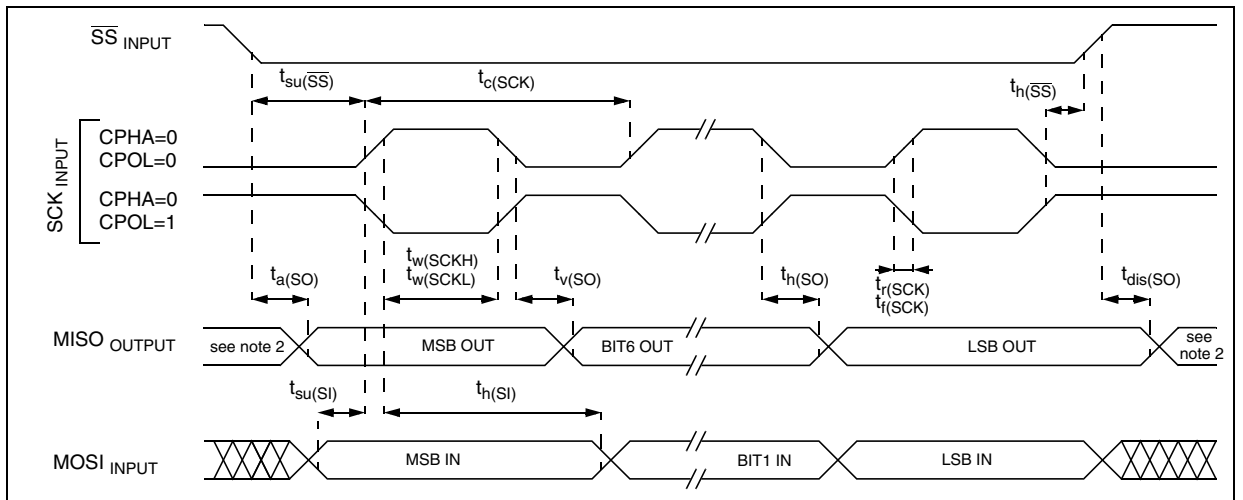 SS INPUT
tsu(SS)
tc(SCK)
th(SS)
SCK INPUT
CPHA=0
CPOL=0
CPHA=0
CPOL=1
ta(SO)
tw(SCKH)
tw(SCKL)
tv(SO)
th(SO)
tr(SCK)
tf(SCK)
tdis(SO)
MISO OUTPUT
see note 2
MSB OUT
BIT6 OUT
LSB OUT
see
note 2
tsu(SI)
th(SI)
MOSI INPUT
MSB IN
BIT1 IN
LSB IN